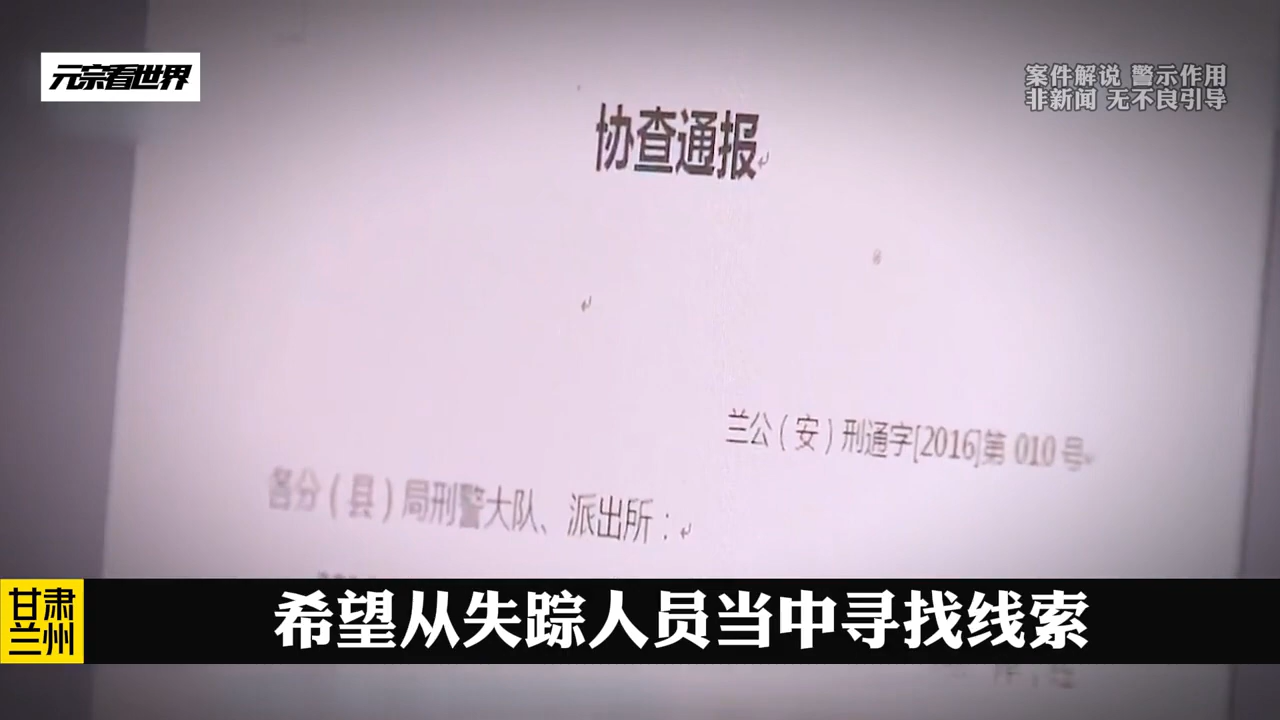 元宗看世界
案件解说 警示作用
非新闻 无不良引导
协查通报
兰公（安）刑通字[2016]第 010 号
各分（县）局刑警大队、派出所：
甘肃
兰州
希望从失踪人员当中寻找线索